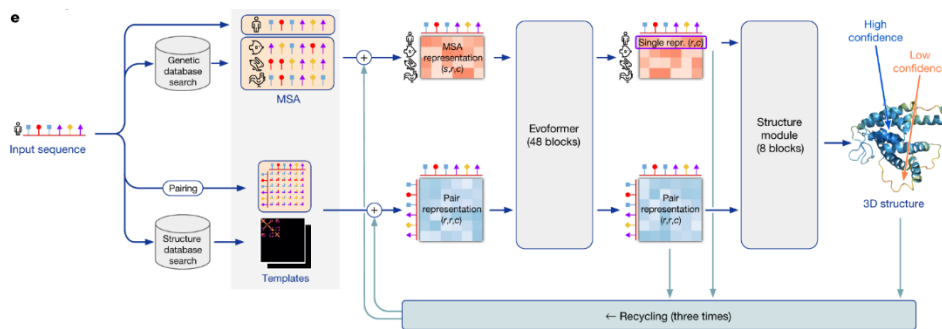 e
Input sequence
Genetic
database
search
MSA
Pairing
Structure
database
search
Templates
+
+
MSA
representation
(s,r,c)
Pair
representation
(r,r,c)
Evoformer
(48 blocks)
Single repr. (r,c)
Pair
representation
(r,r,c)
Structure
module
(8 blocks)
High
confidence
Low
confidence
3D structure
← Recycling (three times)